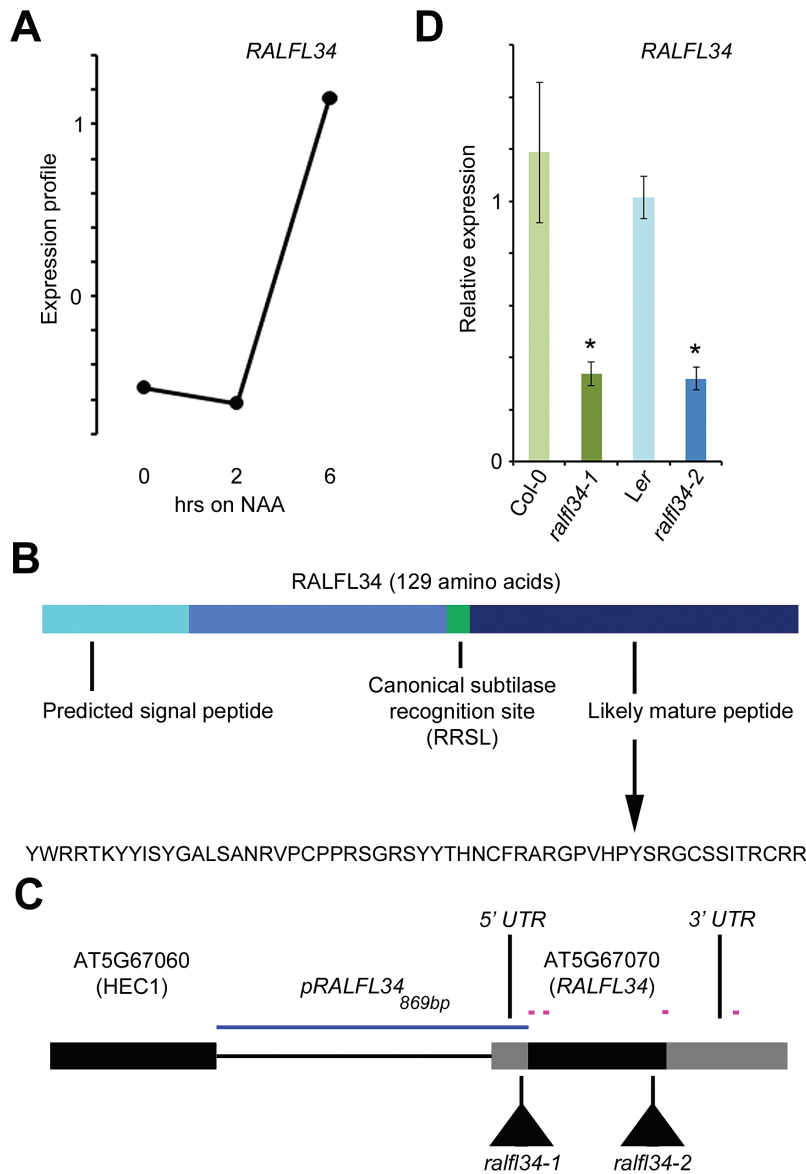 A
RALFL34
Expression profile
1
0
0 2 6
hrs on NAA
D
RALFL34
Relative expression
1
0
Col-0
ralfl34-1
*
Ler
ralfl34-2
*
B
RALFL34 (129 amino acids)
Predicted signal peptide
Canonical subtilase
recognition site
(RRSL)
Likely mature peptide
YWRRTKYYISYGALSANRVPCPPRSGRSYYTHNCFRARGPVHPYSRGCSSITRCRR
C
5’ UTR
3’ UTR
AT5G67060
(HEC1)
pRALFL34
869bp
AT5G67070
(RALFL34)
ralfl34-1
ralfl34-2